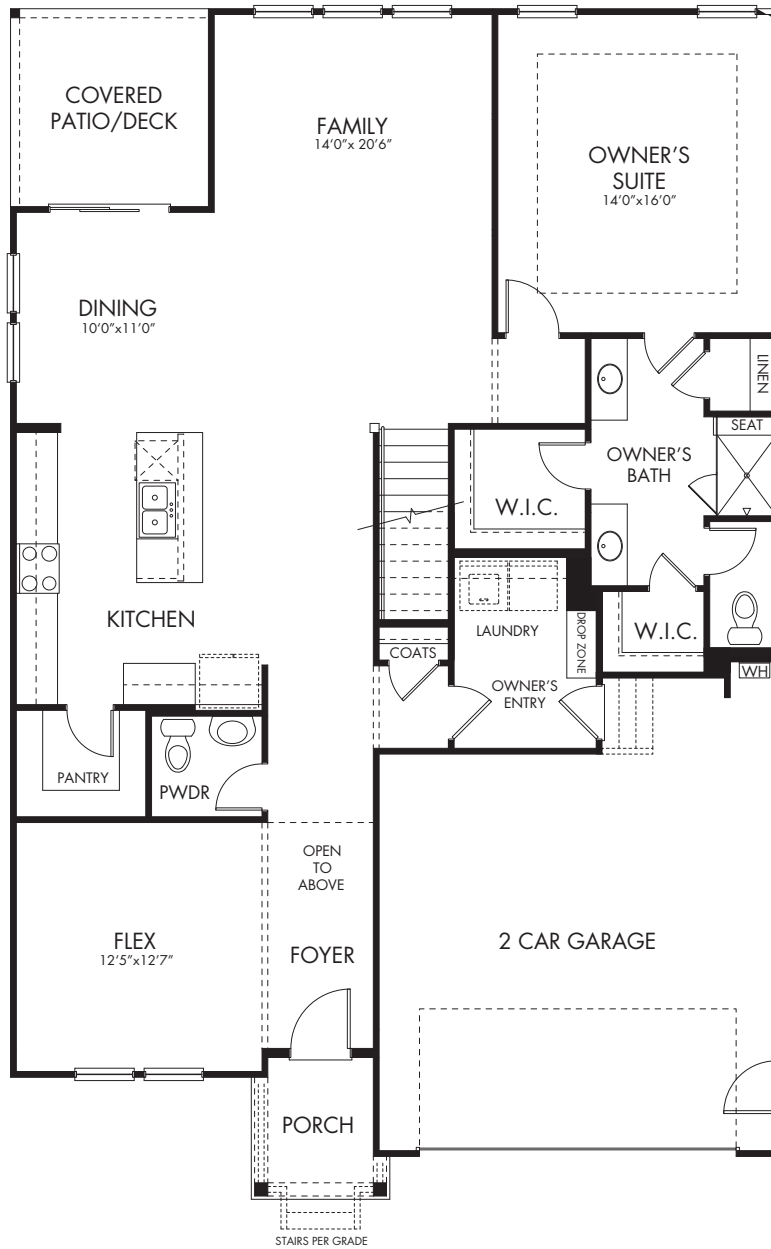 COVERED
PATIO/DECK
FAMILY
14'0"x 20'6"
OWNER'S
SUITE
14'0"x16'0"
DINING
10'0"x11'0"
LINEN
SEAT
OWNER'S
BATH
W.I.C.
KITCHEN
LAUNDRY
DROP ZONE
W.I.C.
COATS
OWNER'S
ENTRY
WH
PANTRY
PWDR
OPEN
TO
ABOVE
FLEX
12'5"x12'7"
FOYER
2 CAR GARAGE
PORCH
STAIRS PER GRADE